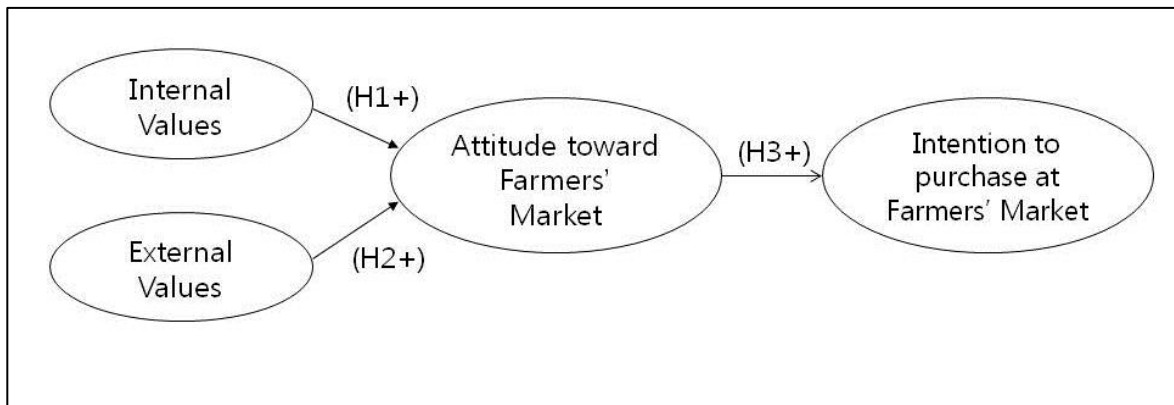 Internal
Values
(H1+)
Attitude toward
Farmers’
Market
(H3+)
Intention to
purchase at
Farmers’ Market
External
Values
(H2+)